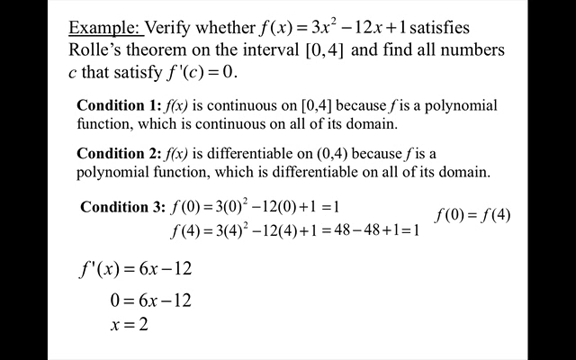 Example: Verify whether f(x) = 3x² − 12x + 1 satisfies
Rolle's theorem on the interval [0, 4] and find all numbers
c that satisfy f '(c) = 0.
Condition 1: f(x) is continuous on [0,4] because f is a polynomial
function, which is continuous on all of its domain.
Condition 2: f(x) is differentiable on (0,4) because f is a
polynomial function, which is differentiable on all of its domain.
Condition 3: f(0) = 3(0)² − 12(0) + 1 = 1
f(4) = 3(4)² − 12(4) + 1 = 48 − 48 + 1 = 1
f(0) = f(4)
f '(x) = 6x − 12
0 = 6x − 12
x = 2